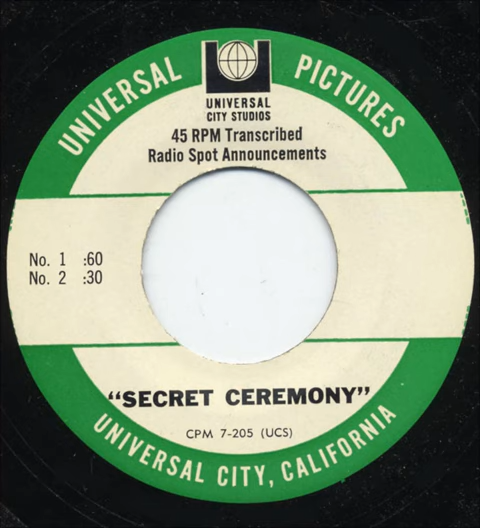 UNIVERSAL PICTURES
UNIVERSAL
CITY STUDIOS
45 RPM Transcribed
Radio Spot Announcements
No. 1 :60
No. 2 :30
"SECRET CEREMONY"
CPM 7-205 (UCS)
UNIVERSAL CITY, CALIFORNIA